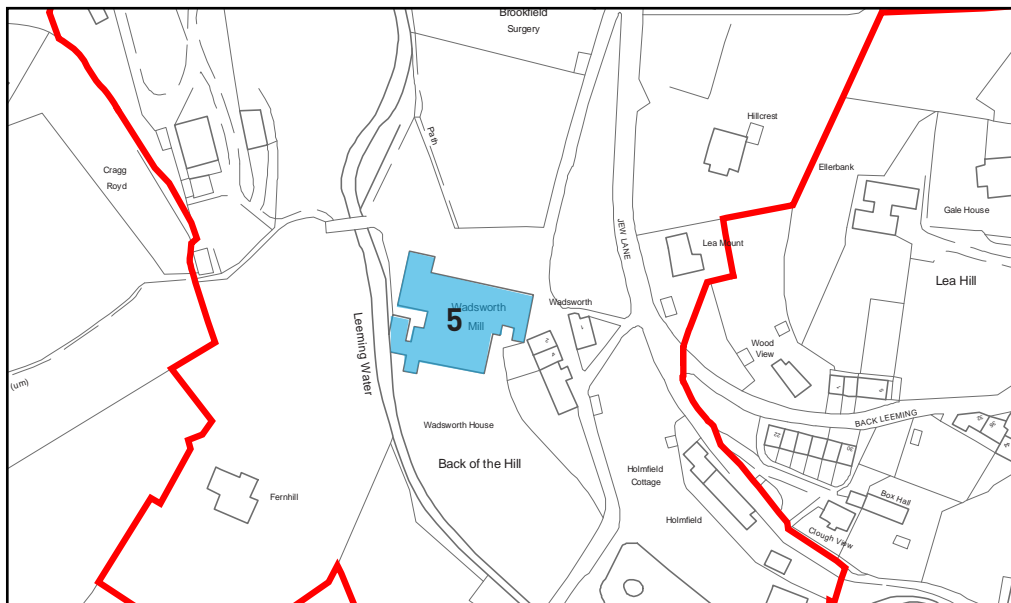 Brookfield
Surgery
Hillcrest
Path
Cragg
Royd
Ellerbank
Gale House
JEW LANE
Lea Mount
Lea Hill
Wadsworth
Mill
5
Wadsworth
Leeming Water
Wood
View
(um)
BACK LEEMING
Wadsworth House
Back of the Hill
22
Holmfield
Cottage
Fernhill
Box Hall
Holmfield
Clough View